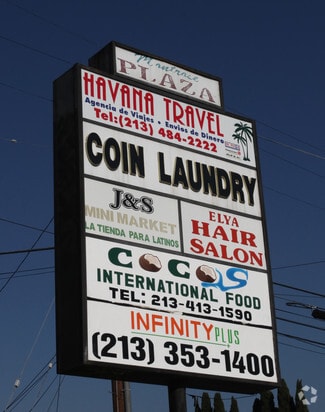 PLAZA
HAVANA TRAVEL
Agencia de Viajes • Envios de Dinero
Tel:(213) 484-2222
COIN LAUNDRY
J&S
MINI MARKET
LA TIENDA PARA LATINOS
ELYA
HAIR
SALON
COCOS
INTERNATIONAL FOOD
TEL: 213-413-1590
INFINITY PLUS
(213) 353-1400